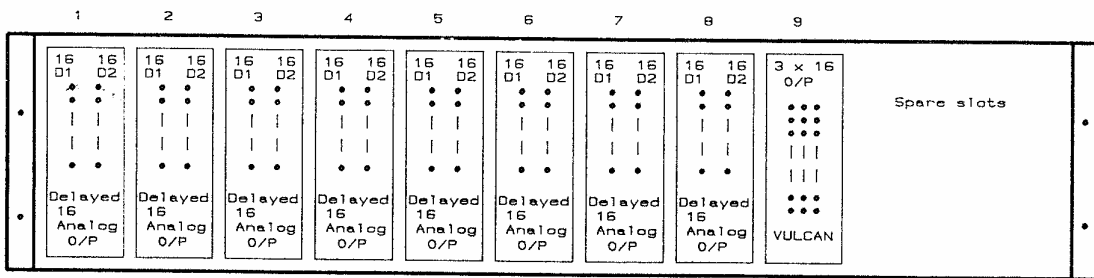 1 2 3 4 5 6 7 8 9
16 16
D1 D2
Delayed
16
Analog
O/P
16 16
D1 D2
Delayed
16
Analog
O/P
16 16
D1 D2
Delayed
16
Analog
O/P
16 16
D1 D2
Delayed
16
Analog
O/P
16 16
D1 D2
Delayed
16
Analog
O/P
16 16
D1 D2
Delayed
16
Analog
O/P
16 16
D1 D2
Delayed
16
Analog
O/P
16 16
D1 D2
Delayed
16
Analog
O/P
3 x 16
O/P
VULCAN
Spare slots